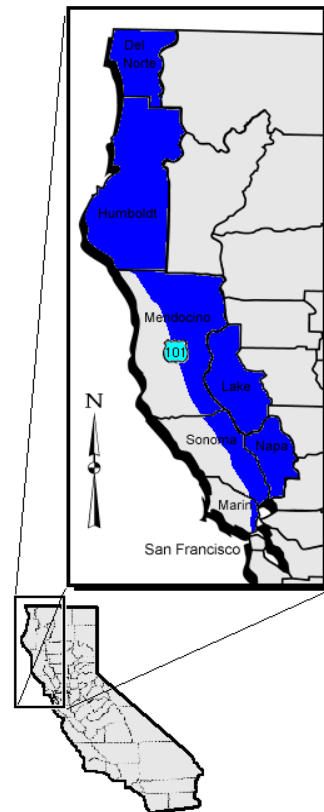 Del
Norte
Humboldt
Mendocino
101
Lake
Sonoma
Napa
Marin
N
San Francisco